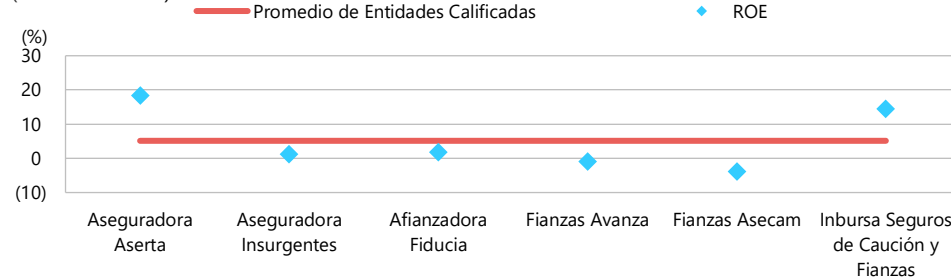 Promedio de Entidades Calificadas
ROE
(%)
30
20
10
0
(10)
Aseguradora
Aserta
Aseguradora
Insurgentes
Afianzadora
Fiducia
Fianzas Avanza
Fianzas Asecam
Inbursa Seguros
de Caución y
Fianzas